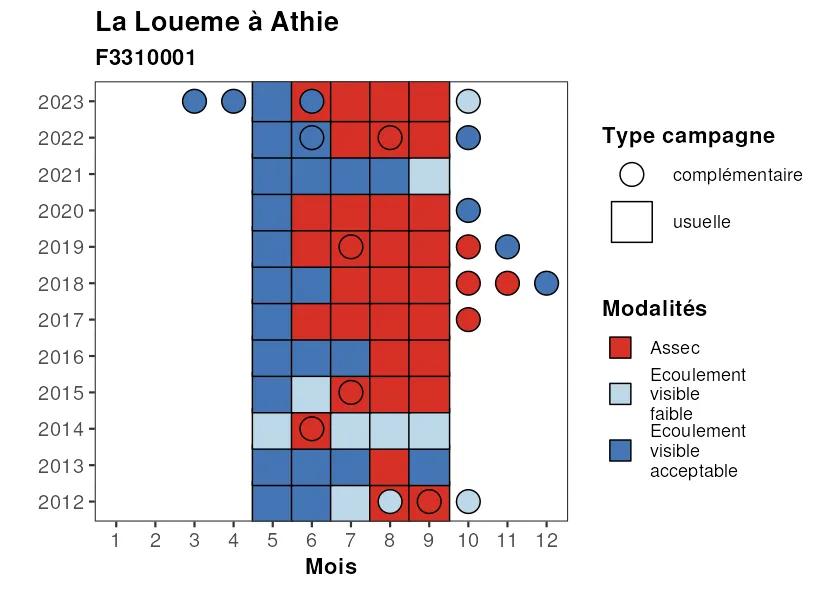 La Loueme à Athie
F3310001
2023
2022
2021
2020
2019
2018
2017
2016
2015
2014
2013
2012
1 2 3 4 5 6 7 8 9 10 11 12
Mois
Type campagne
complémentaire
usuelle
Modalités
Assec
Ecoulement
visible
faible
Ecoulement
visible
acceptable